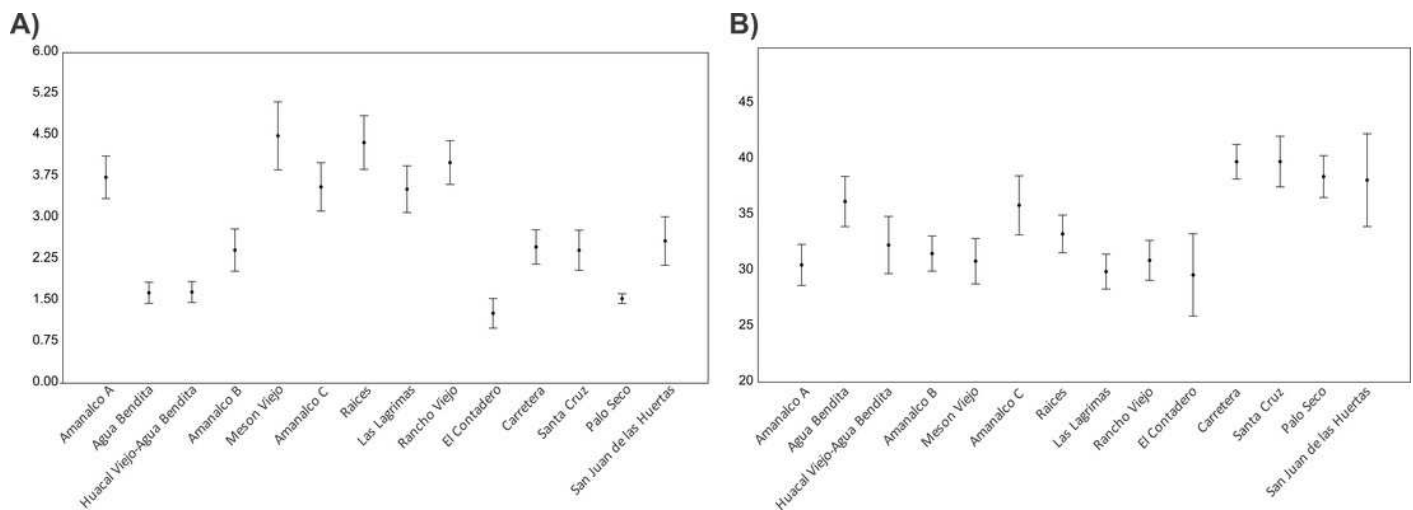 A)
6.00
5.25
4.50
3.75
3.00
2.25
1.50
0.75
0.00
Amanalco A
Agua Bendita
Huacal Viejo-Agua Bendita
Amanalco B
Meson Viejo
Amanalco C
Raices
Las Lagrimas
Rancho Viejo
El Contadero
Carretera
Santa Cruz
Palo Seco
San Juan de las Huertas
B)
45
40
35
30
25
20
Amanalco A
Agua Bendita
Huacal Viejo-Agua Bendita
Amanalco B
Meson Viejo
Amanalco C
Raices
Las Lagrimas
Rancho Viejo
El Contadero
Carretera
Santa Cruz
Palo Seco
San Juan de las Huertas